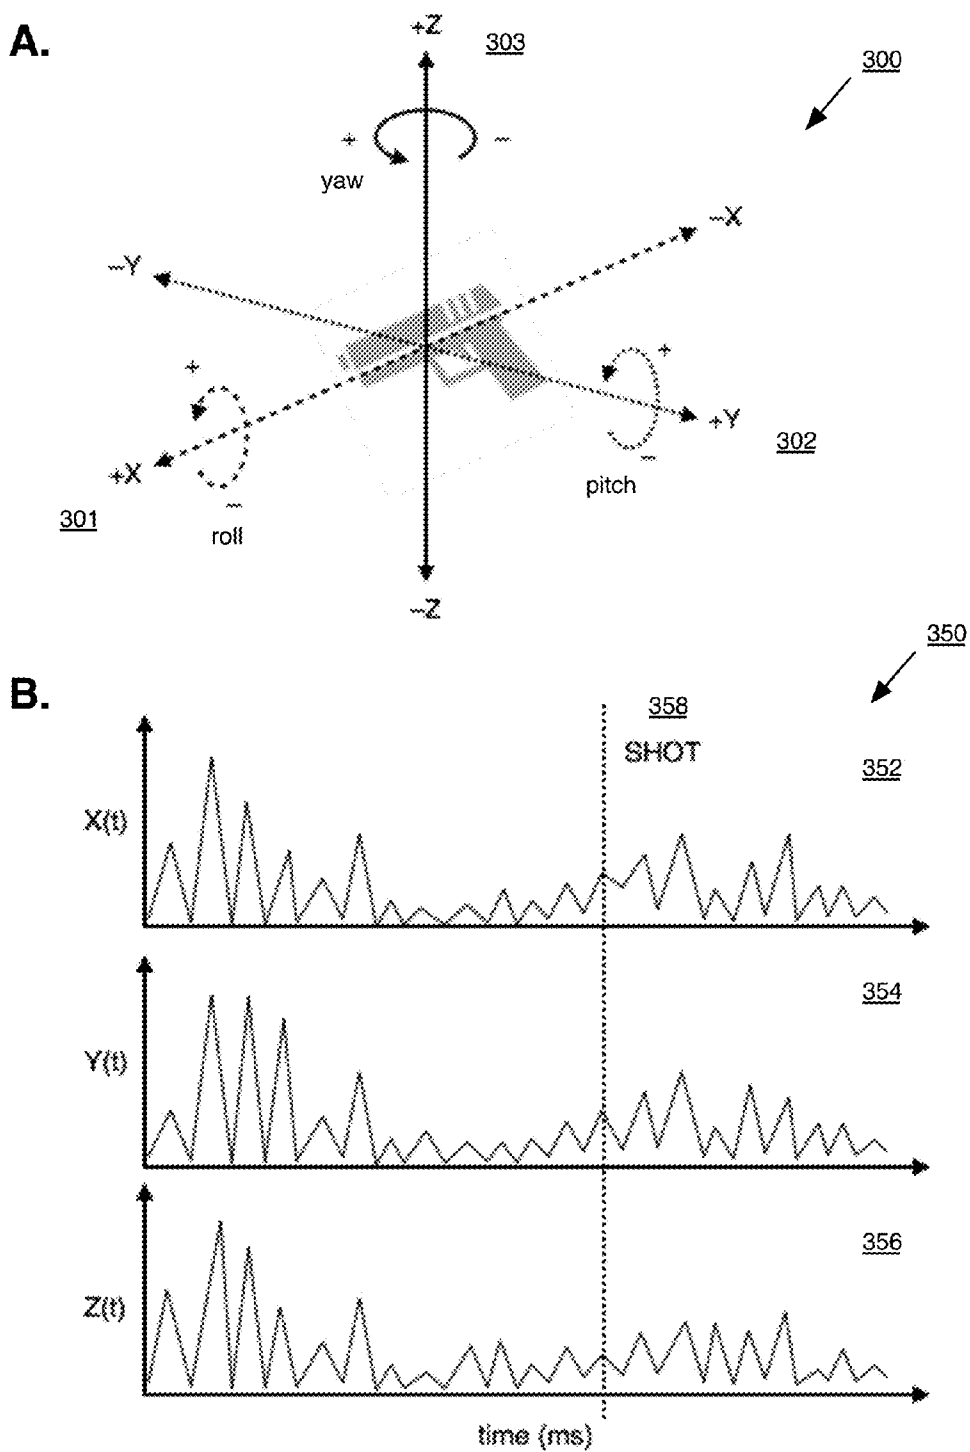 A.
+Z
303
300
+
−
yaw
−X
−Y
+
+
+Y
302
+X
−
pitch
301
−
roll
−Z
350
B.
358
SHOT
352
X(t)
354
Y(t)
356
Z(t)
time (ms)